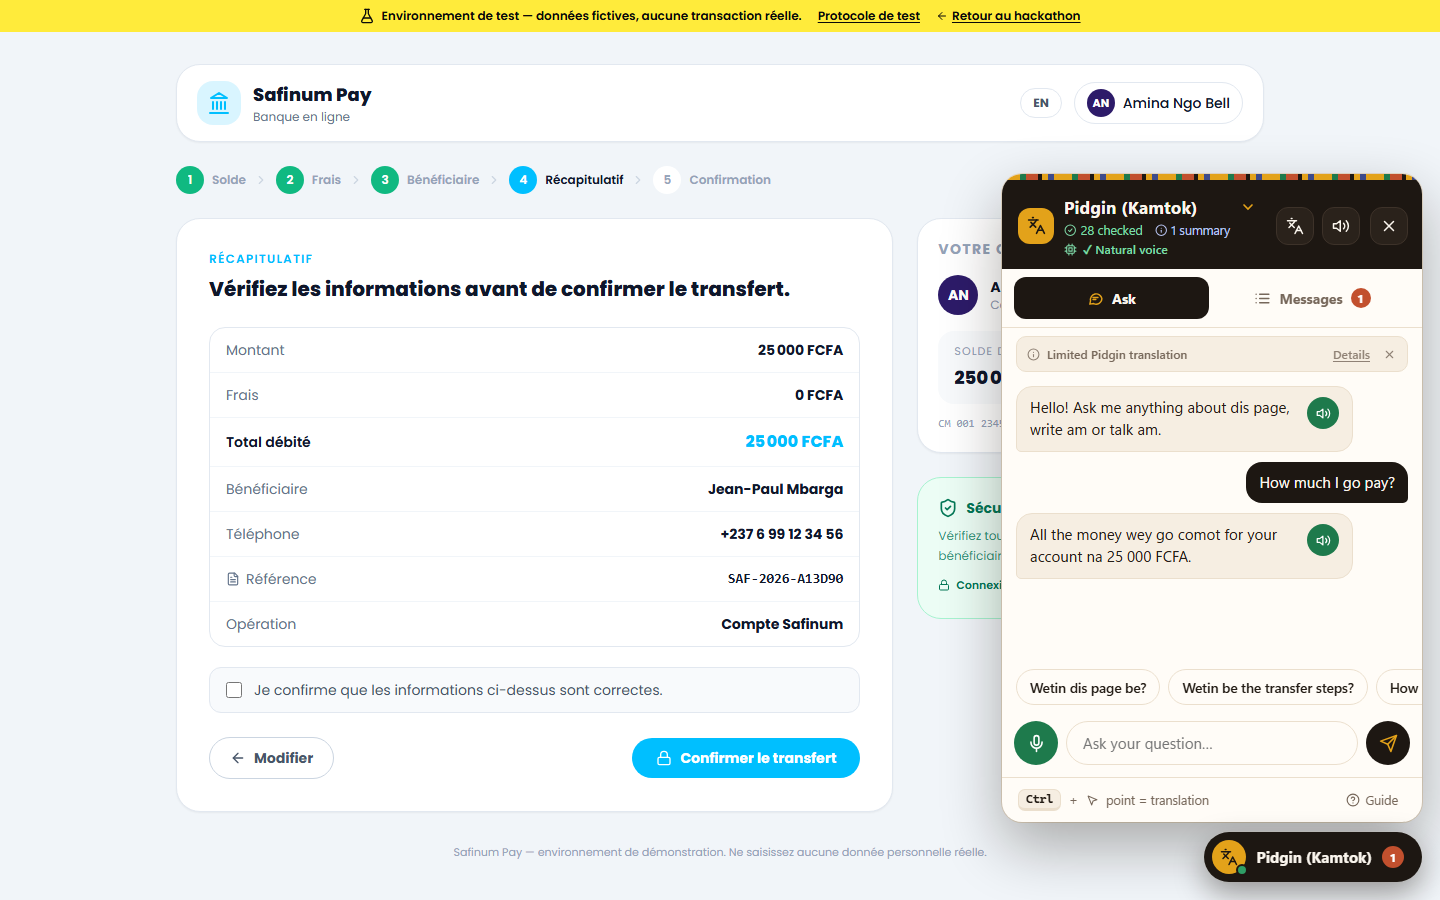 Environnement de test — données fictives, aucune transaction réelle. Protocole de test ← Retour au hackathon
Safinum Pay
Banque en ligne
EN
AN Amina Ngo Bell
1 Solde 2 Frais 3 Bénéficiaire 4 Récapitulatif 5 Confirmation
RÉCAPITULATIF
Vérifiez les informations avant de confirmer le transfert.
Montant 25 000 FCFA
Frais 0 FCFA
Total débité 25 000 FCFA
Bénéficiaire Jean-Paul Mbarga
Téléphone +237 6 99 12 34 56
Référence SAF-2026-A13D90
Opération Compte Safinum
Je confirme que les informations ci-dessus sont correctes.
← Modifier
Confirmer le transfert
VOTRE
AN
SOLDE
250 0
CM 001 2345
Sécu
Vérifiez tou
bénéficiair
Connexi
Pidgin (Kamtok)
28 checked 1 summary
✓ Natural voice
Ask
Messages 1
Limited Pidgin translation Details ×
Hello! Ask me anything about dis page,
write am or talk am.
How much I go pay?
All the money wey go comot for your
account na 25 000 FCFA.
Wetin dis page be? Wetin be the transfer steps? How
Ask your question...
Ctrl + point = translation Guide
Pidgin (Kamtok) 1
Safinum Pay — environnement de démonstration. Ne saisissez aucune donnée personnelle réelle.